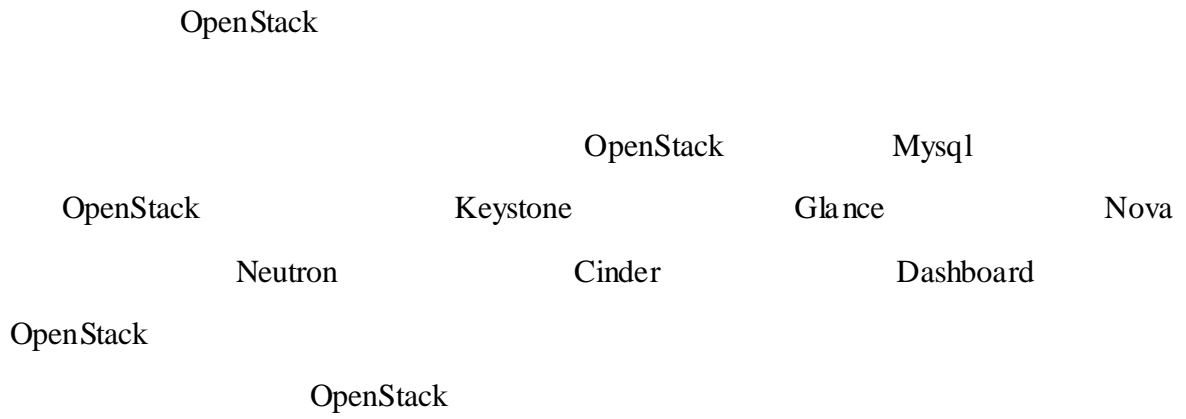 OpenStack
OpenStack Mysql
OpenStack Keystone Glance Nova
Neutron Cinder Dashboard
OpenStack
OpenStack